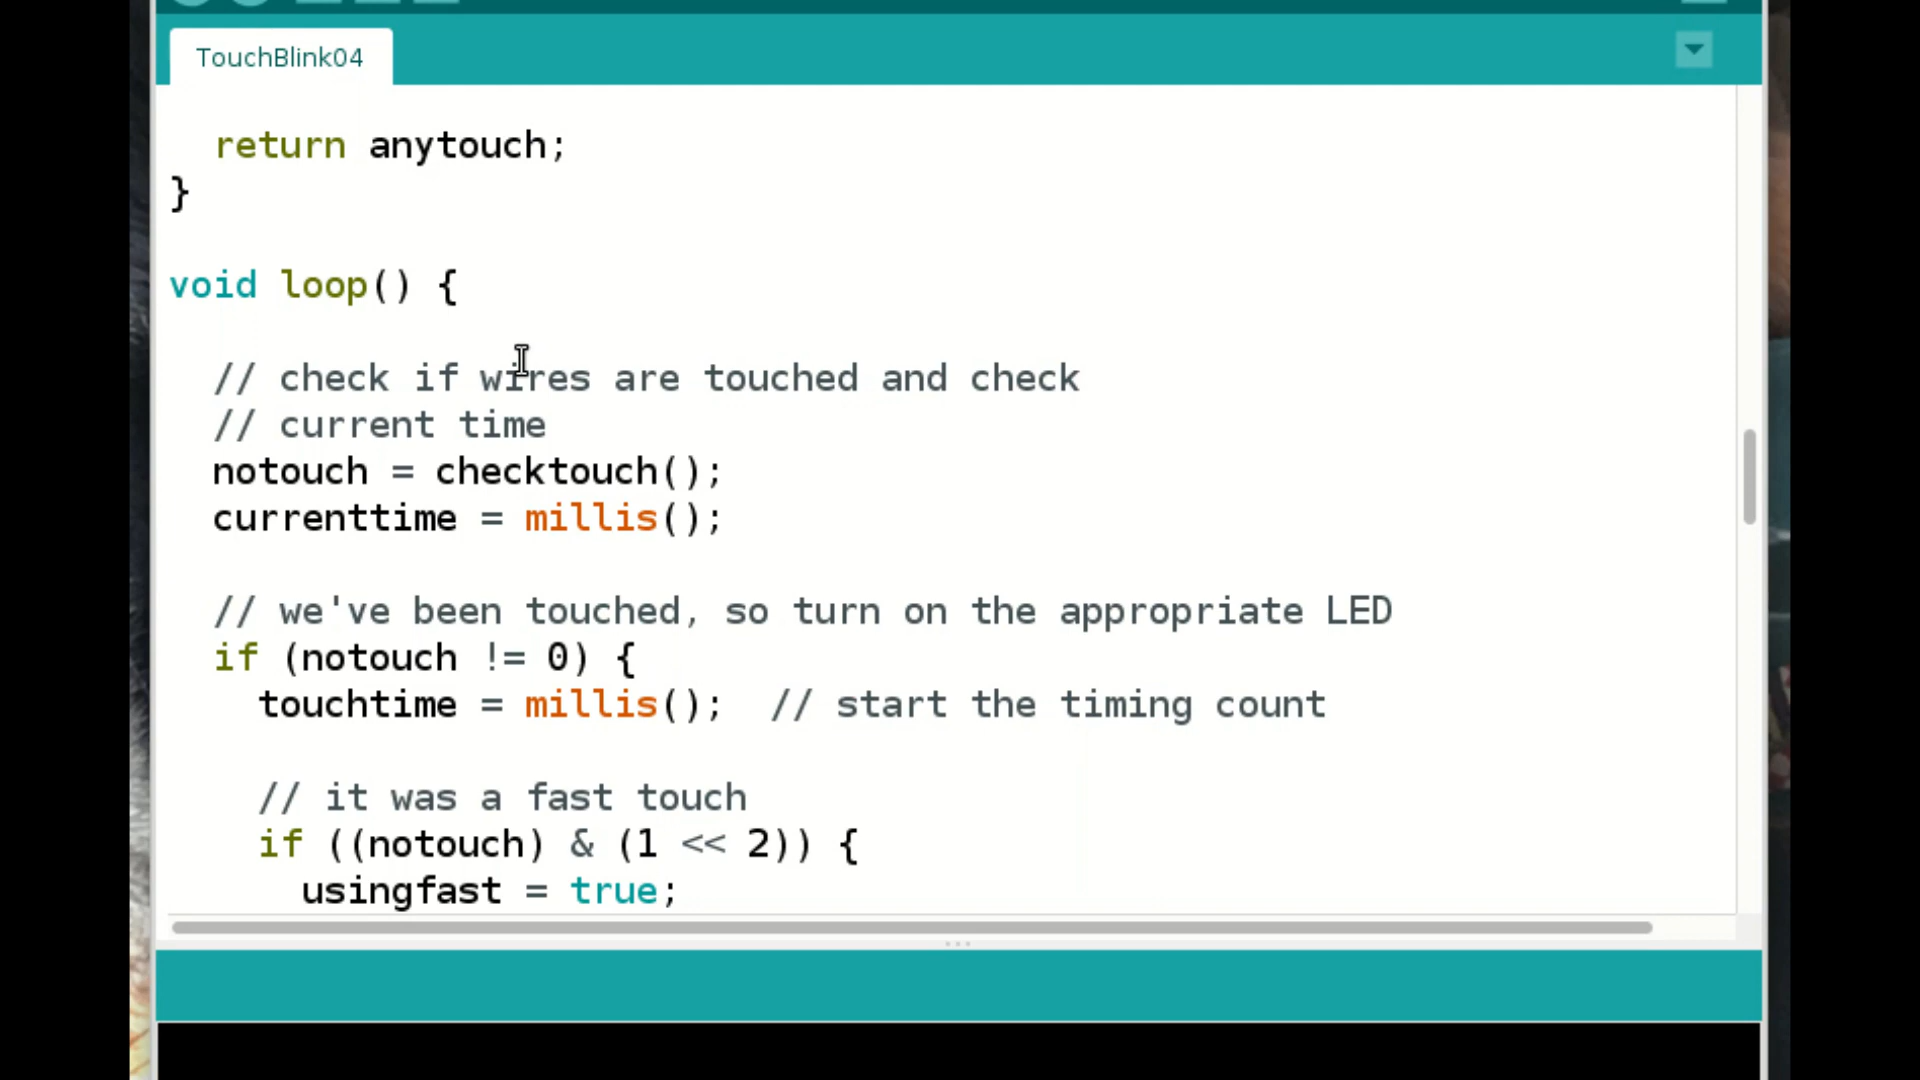 TouchBlink04
return anytouch;
}
void loop() {
// check if wires are touched and check
// current time
notouch = checktouch();
currenttime = millis();
// we've been touched, so turn on the appropriate LED
if (notouch != 0) {
touchtime = millis();  // start the timing count
// it was a fast touch
if ((notouch) & (1 << 2)) {
usingfast = true;